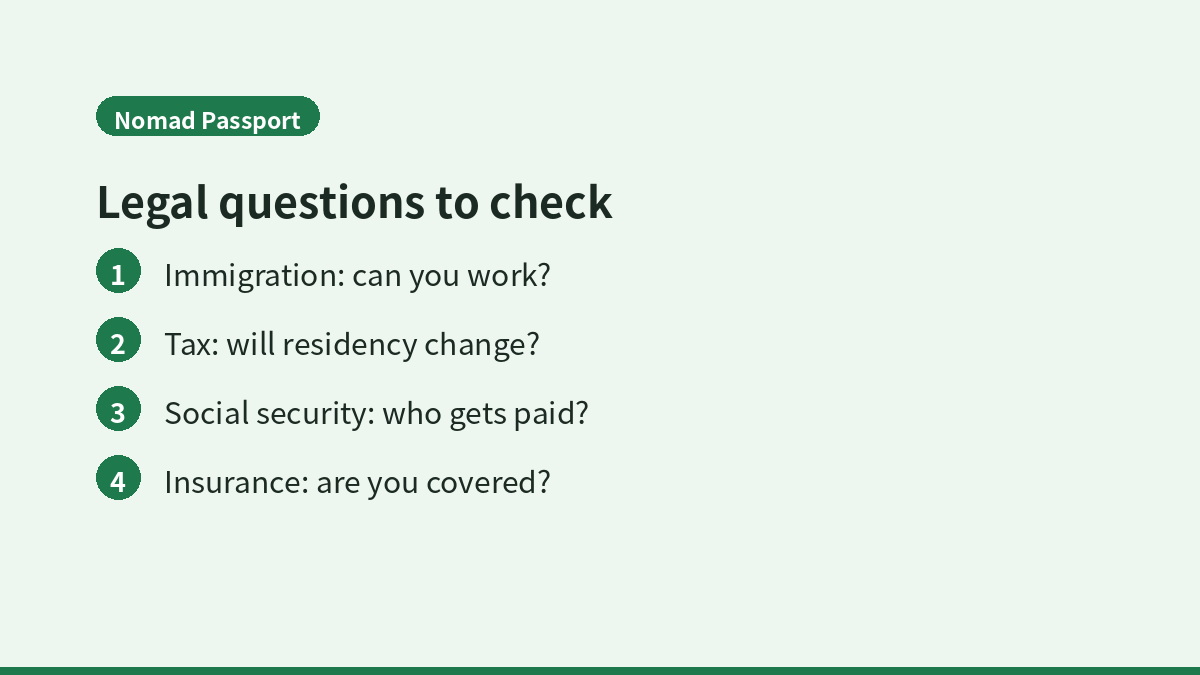 Nomad Passport
Legal questions to check
1 Immigration: can you work?
2 Tax: will residency change?
3 Social security: who gets paid?
4 Insurance: are you covered?